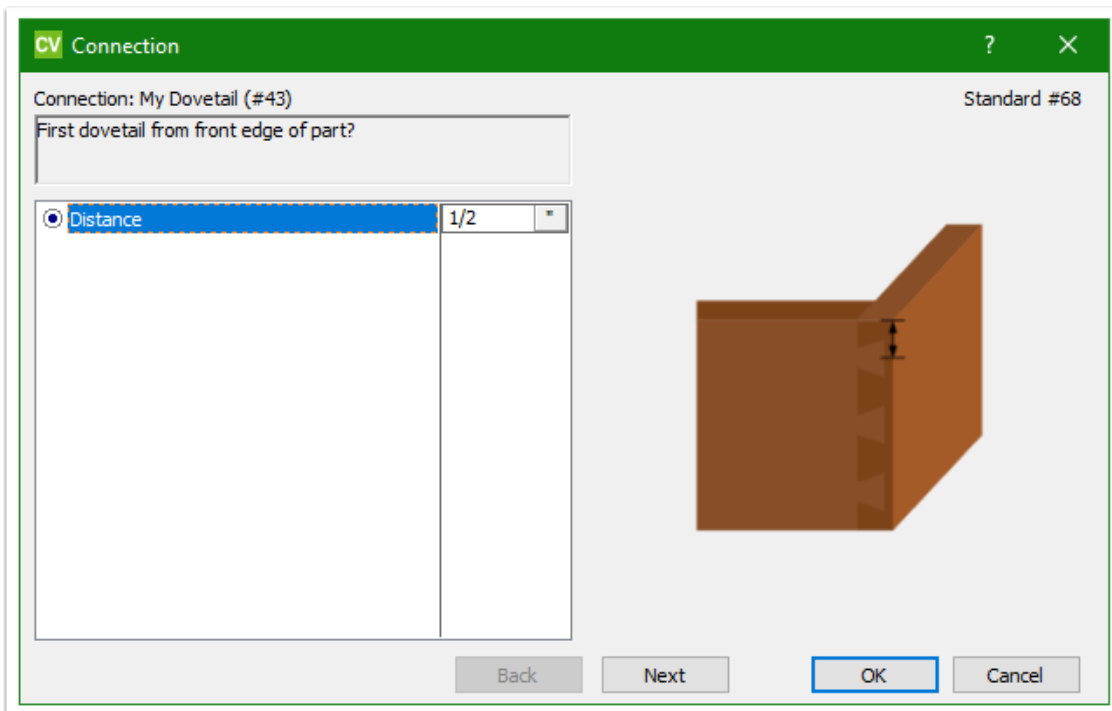 CV Connection ?
Connection: My Dovetail (#43) Standard #68
First dovetail from front edge of part?
Distance 1/2 "
Back Next OK Cancel